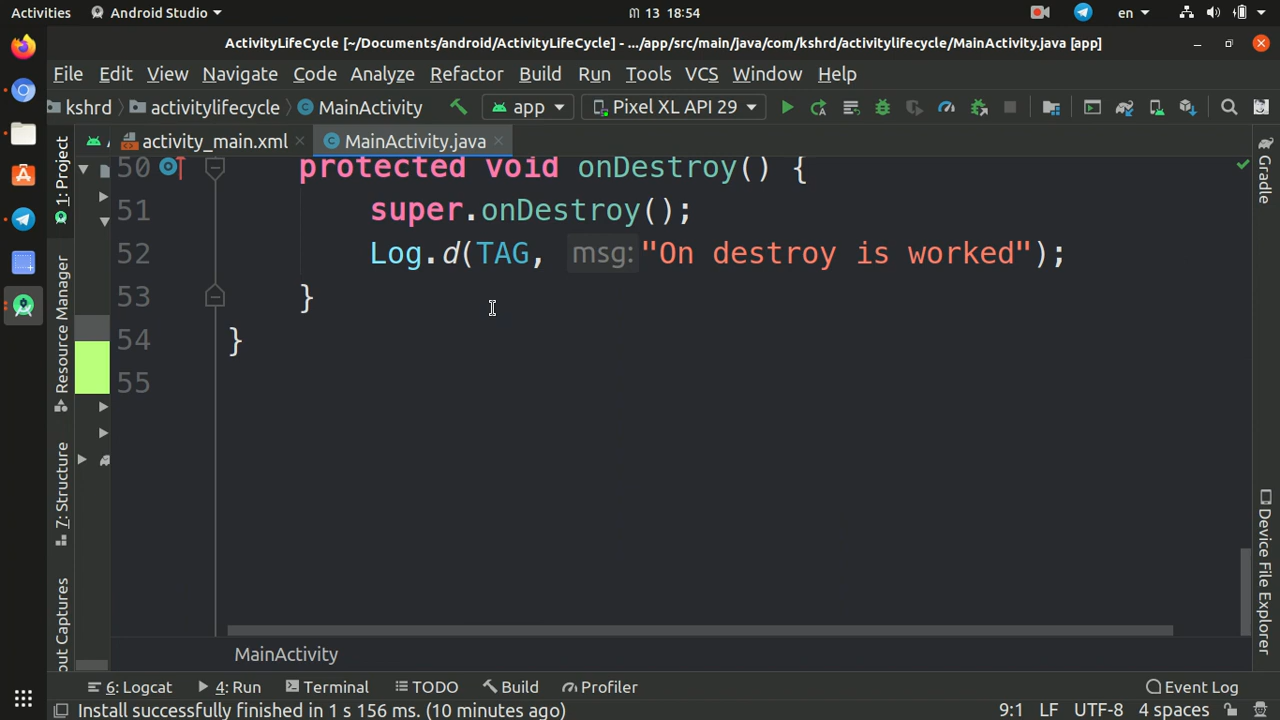 Activities Android Studio 13 18:54 en
ActivityLifeCycle [~/Documents/android/ActivityLifeCycle] - .../app/src/main/java/com/kshrd/activitylifecycle/MainActivity.java [app]
File Edit View Navigate Code Analyze Refactor Build Run Tools VCS Window Help
kshrd activitylifecycle MainActivity app Pixel XL API 29
activity_main.xml MainActivity.java
1: Project
Resource Manager
7: Structure
out Captures
50 protected void onDestroy() {
51 super.onDestroy();
52 Log.d(TAG, msg: "On destroy is worked");
53 }
54 }
55
Gradle
Device File Explorer
MainActivity
6: Logcat 4: Run Terminal TODO Build Profiler Event Log
Install successfully finished in 1 s 156 ms. (10 minutes ago) 9:1 LF UTF-8 4 spaces